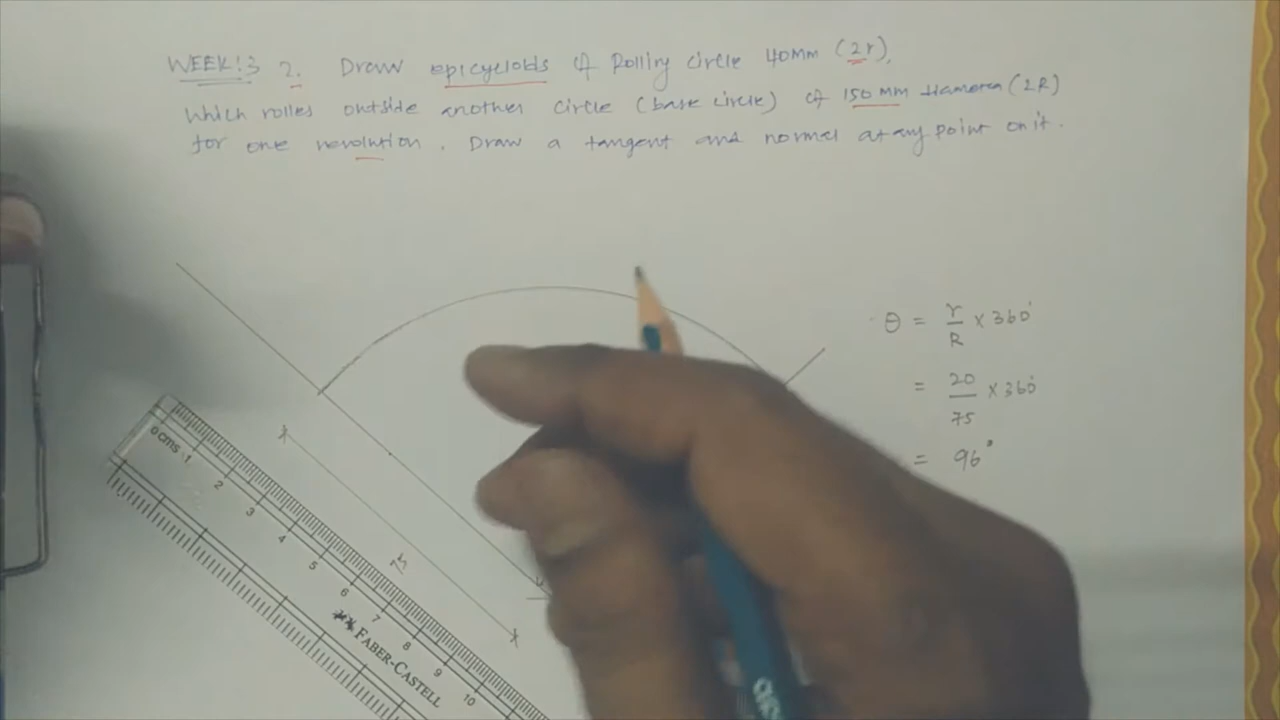 WEEK:3 2. Draw epicycloids of Rolling circle 40MM (2r),
Which rolles outside another circle (base circle) of 150 MM (2R)
for one revolution. Draw a tangent and normal at any point on it.
θ = r/R × 360°
= 20/75 × 360°
= 96°
75
0 cms 1 2 3 4 5 6 7 8 9 10
FABER-CASTELL